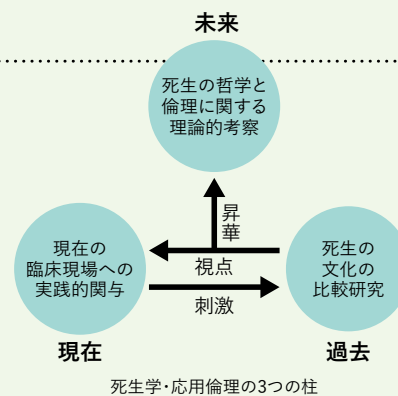 未来
死生の哲学と
倫理に関する
理論的考察
昇華
現在の
臨床現場への
実践的関与
視点
刺激
死生の
文化の
比較研究
現在
過去
死生学・応用倫理の3つの柱